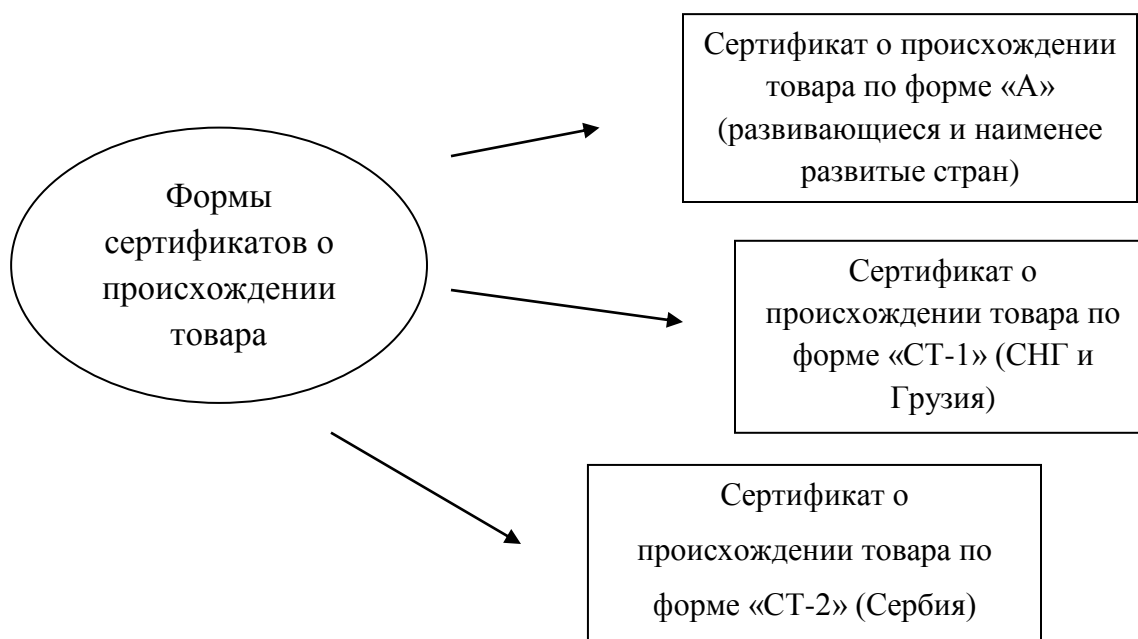 Формы
сертификатов о
происхождении
товара
Сертификат о происхождении
товара по форме «А»
(развивающиеся и наименее
развитые стран)
Сертификат о
происхождении товара по
форме «СТ-1» (СНГ и
Грузия)
Сертификат о
происхождении товара по
форме «СТ-2» (Сербия)